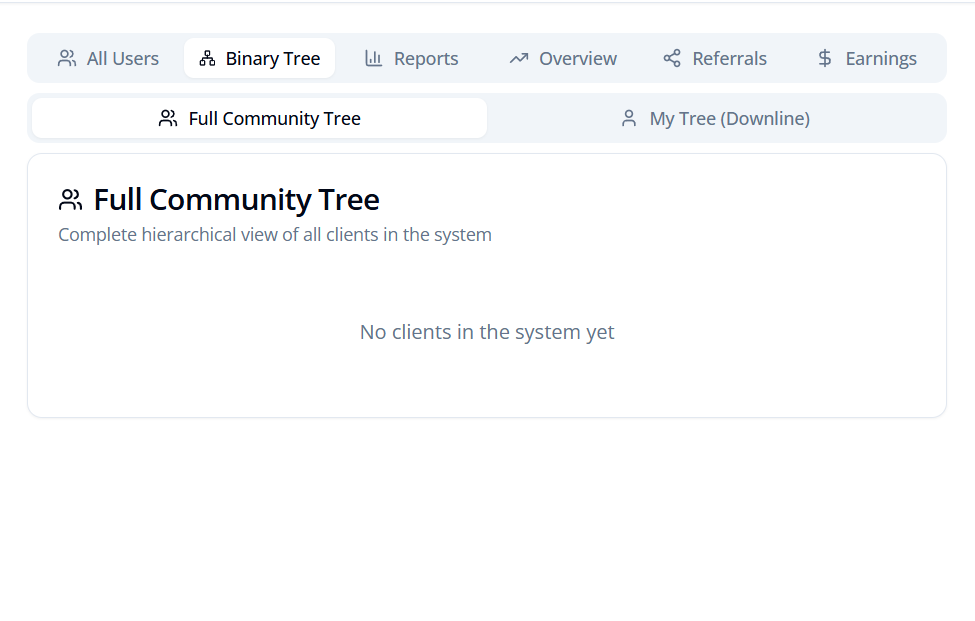 All Users Binary Tree Reports Overview Referrals Earnings
Full Community Tree My Tree (Downline)
Full Community Tree
Complete hierarchical view of all clients in the system
No clients in the system yet